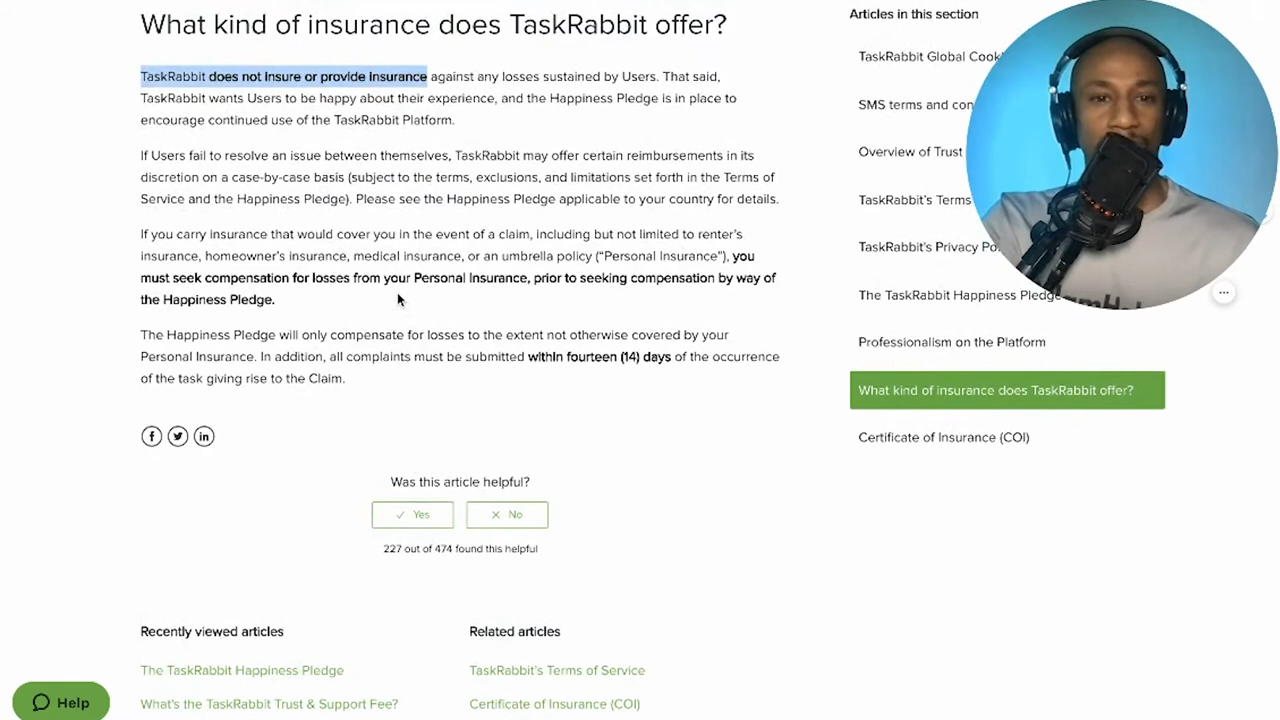 What kind of insurance does TaskRabbit offer?
TaskRabbit does not insure or provide insurance against any losses sustained by Users. That said,
TaskRabbit wants Users to be happy about their experience, and the Happiness Pledge is in place to
encourage continued use of the TaskRabbit Platform.
If Users fail to resolve an issue between themselves, TaskRabbit may offer certain reimbursements in its
discretion on a case-by-case basis (subject to the terms, exclusions, and limitations set forth in the Terms of
Service and the Happiness Pledge). Please see the Happiness Pledge applicable to your country for details.
If you carry insurance that would cover you in the event of a claim, including but not limited to renter's
insurance, homeowner's insurance, medical insurance, or an umbrella policy (“Personal Insurance”), you
must seek compensation for losses from your Personal Insurance, prior to seeking compensation by way of
the Happiness Pledge.
The Happiness Pledge will only compensate for losses to the extent not otherwise covered by your
Personal Insurance. In addition, all complaints must be submitted within fourteen (14) days of the occurrence
of the task giving rise to the Claim.
Was this article helpful?
Yes
No
227 out of 474 found this helpful
Recently viewed articles
The TaskRabbit Happiness Pledge
What's the TaskRabbit Trust & Support Fee?
Related articles
TaskRabbit's Terms of Service
Certificate of Insurance (COI)
Help
Articles in this section
TaskRabbit Global
SMS terms and
Overview of Trust
TaskRabbit's Terms
TaskRabbit's Privacy
The TaskRabbit Happiness Pledge
Professionalism on the Platform
What kind of insurance does TaskRabbit offer?
Certificate of Insurance (COI)